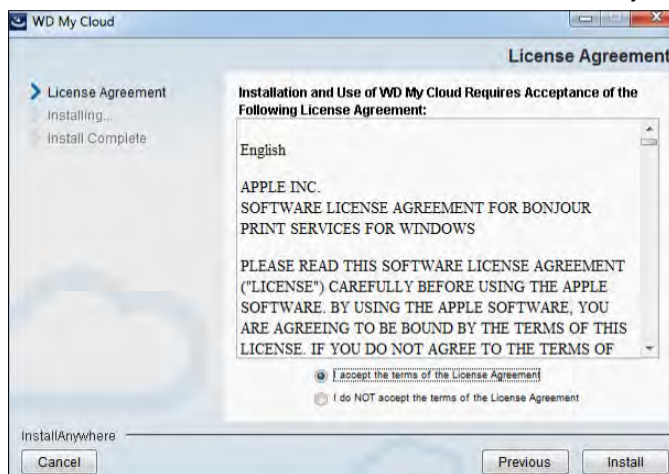 WD My Cloud
License Agreement
License Agreement
Installing...
Install Complete
Installation and Use of WD My Cloud Requires Acceptance of the
Following License Agreement:
English
APPLE INC.
SOFTWARE LICENSE AGREEMENT FOR BONJOUR
PRINT SERVICES FOR WINDOWS
PLEASE READ THIS SOFTWARE LICENSE AGREEMENT
("LICENSE") CAREFULLY BEFORE USING THE APPLE
SOFTWARE. BY USING THE APPLE SOFTWARE, YOU
ARE AGREEING TO BE BOUND BY THE TERMS OF THIS
LICENSE. IF YOU DO NOT AGREE TO THE TERMS OF
I accept the terms of the License Agreement
I do NOT accept the terms of the License Agreement
InstallAnywhere
Cancel
Previous
Install